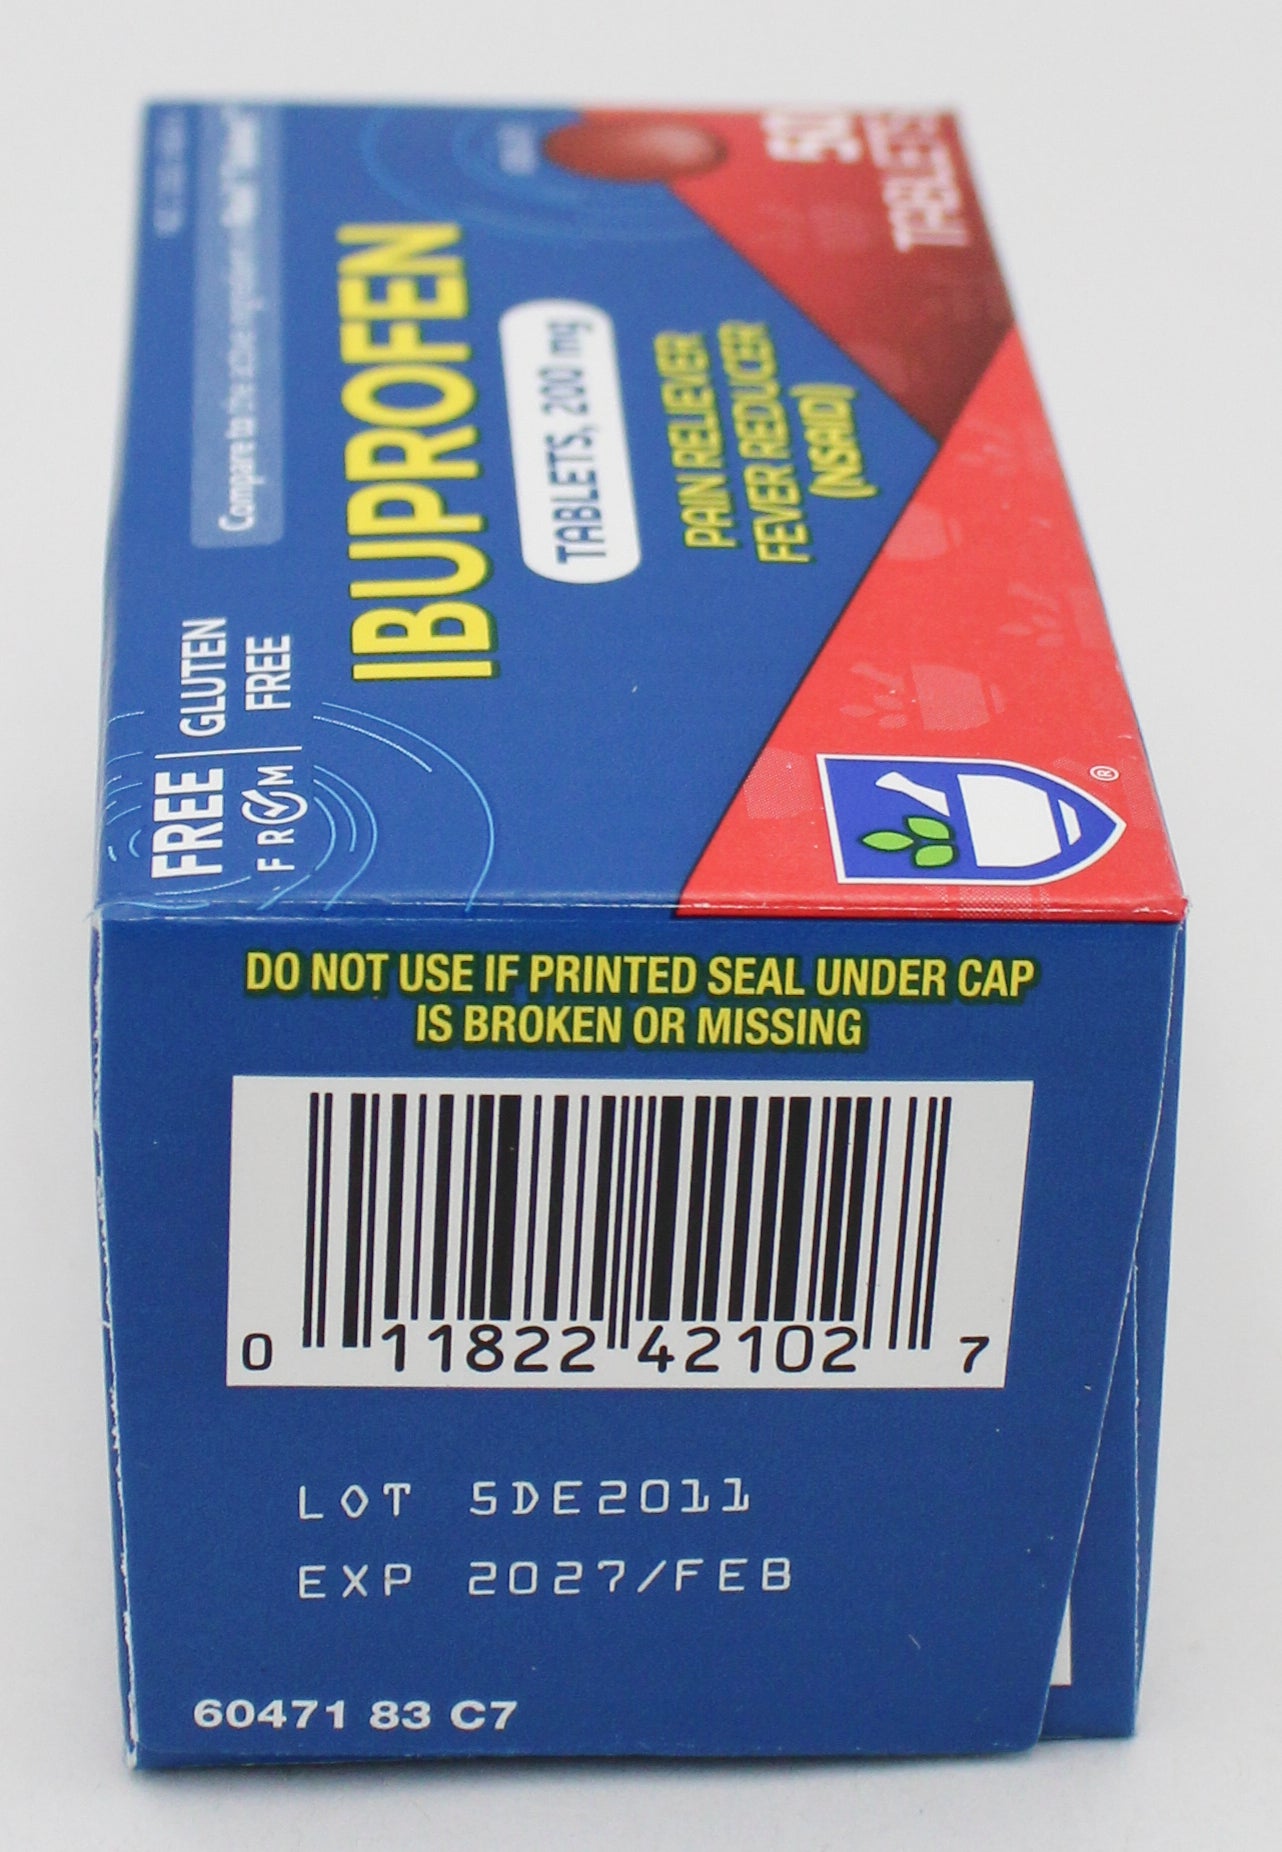 FREE | GLUTEN
FROM | FREE
Compare to the active ingredient in
IBUPROFEN
TABLETS, 200 mg
PAIN RELIEVER
FEVER REDUCER
(NSAID)
50
TABLETS
®
DO NOT USE IF PRINTED SEAL UNDER CAP
IS BROKEN OR MISSING
0 11822 42102 7
LOT 5DE2011
EXP 2027/FEB
60471 83 C7